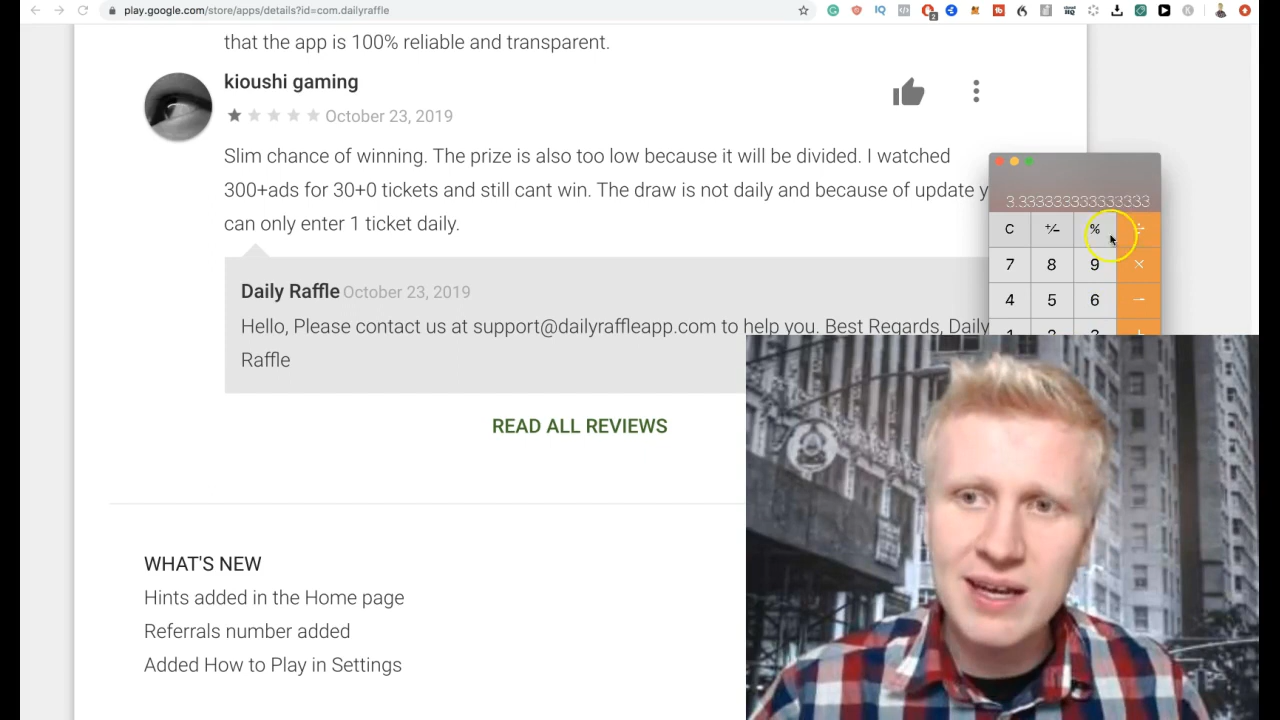 play.google.com/store/apps/details?id=com.dailyraffle
that the app is 100% reliable and transparent.
kioushi gaming
October 23, 2019
Slim chance of winning. The prize is also too low because it will be divided. I watched
300+ads for 30+0 tickets and still cant win. The draw is not daily and because of update y
can only enter 1 ticket daily.
Daily Raffle October 23, 2019
Hello, Please contact us at support@dailyraffleapp.com to help you. Best Regards, Daily
Raffle
READ ALL REVIEWS
WHAT'S NEW
Hints added in the Home page
Referrals number added
Added How to Play in Settings
3.333333333333333
C +/- % ÷
7 8 9 ×
4 5 6 −
1 2 3 +